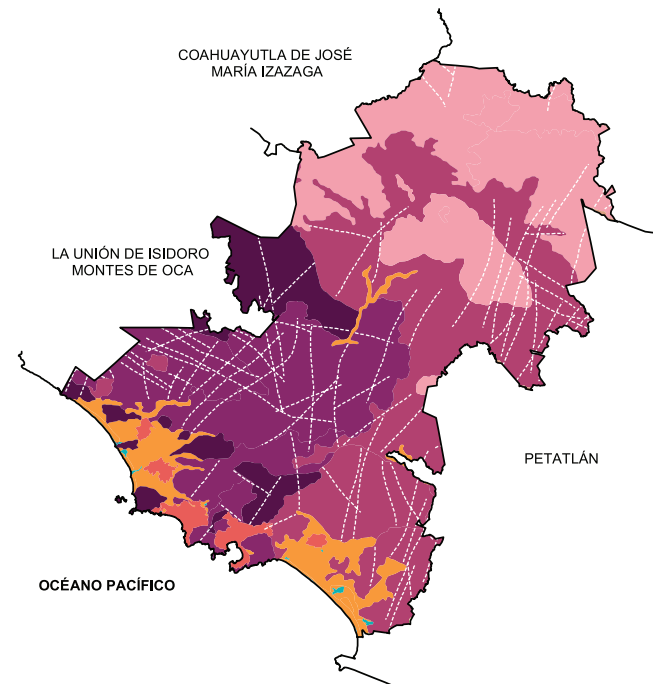 COAHUAYUTLA DE JOSÉ
MARÍA IZAZAGA
LA UNIÓN DE ISIDORO
MONTES DE OCA
PETATLÁN
OCÉANO PACÍFICO